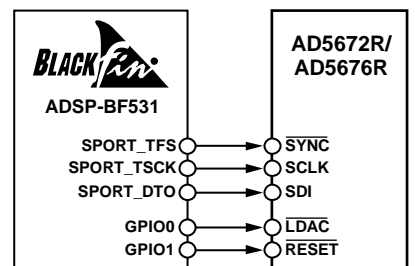 BLACKfin
ADSP-BF531
AD5672R/
AD5676R
SPORT_TFS
SYNC
SPORT_TSCK
SCLK
SPORT_DTO
SDI
GPIO0
LDAC
GPIO1
RESET